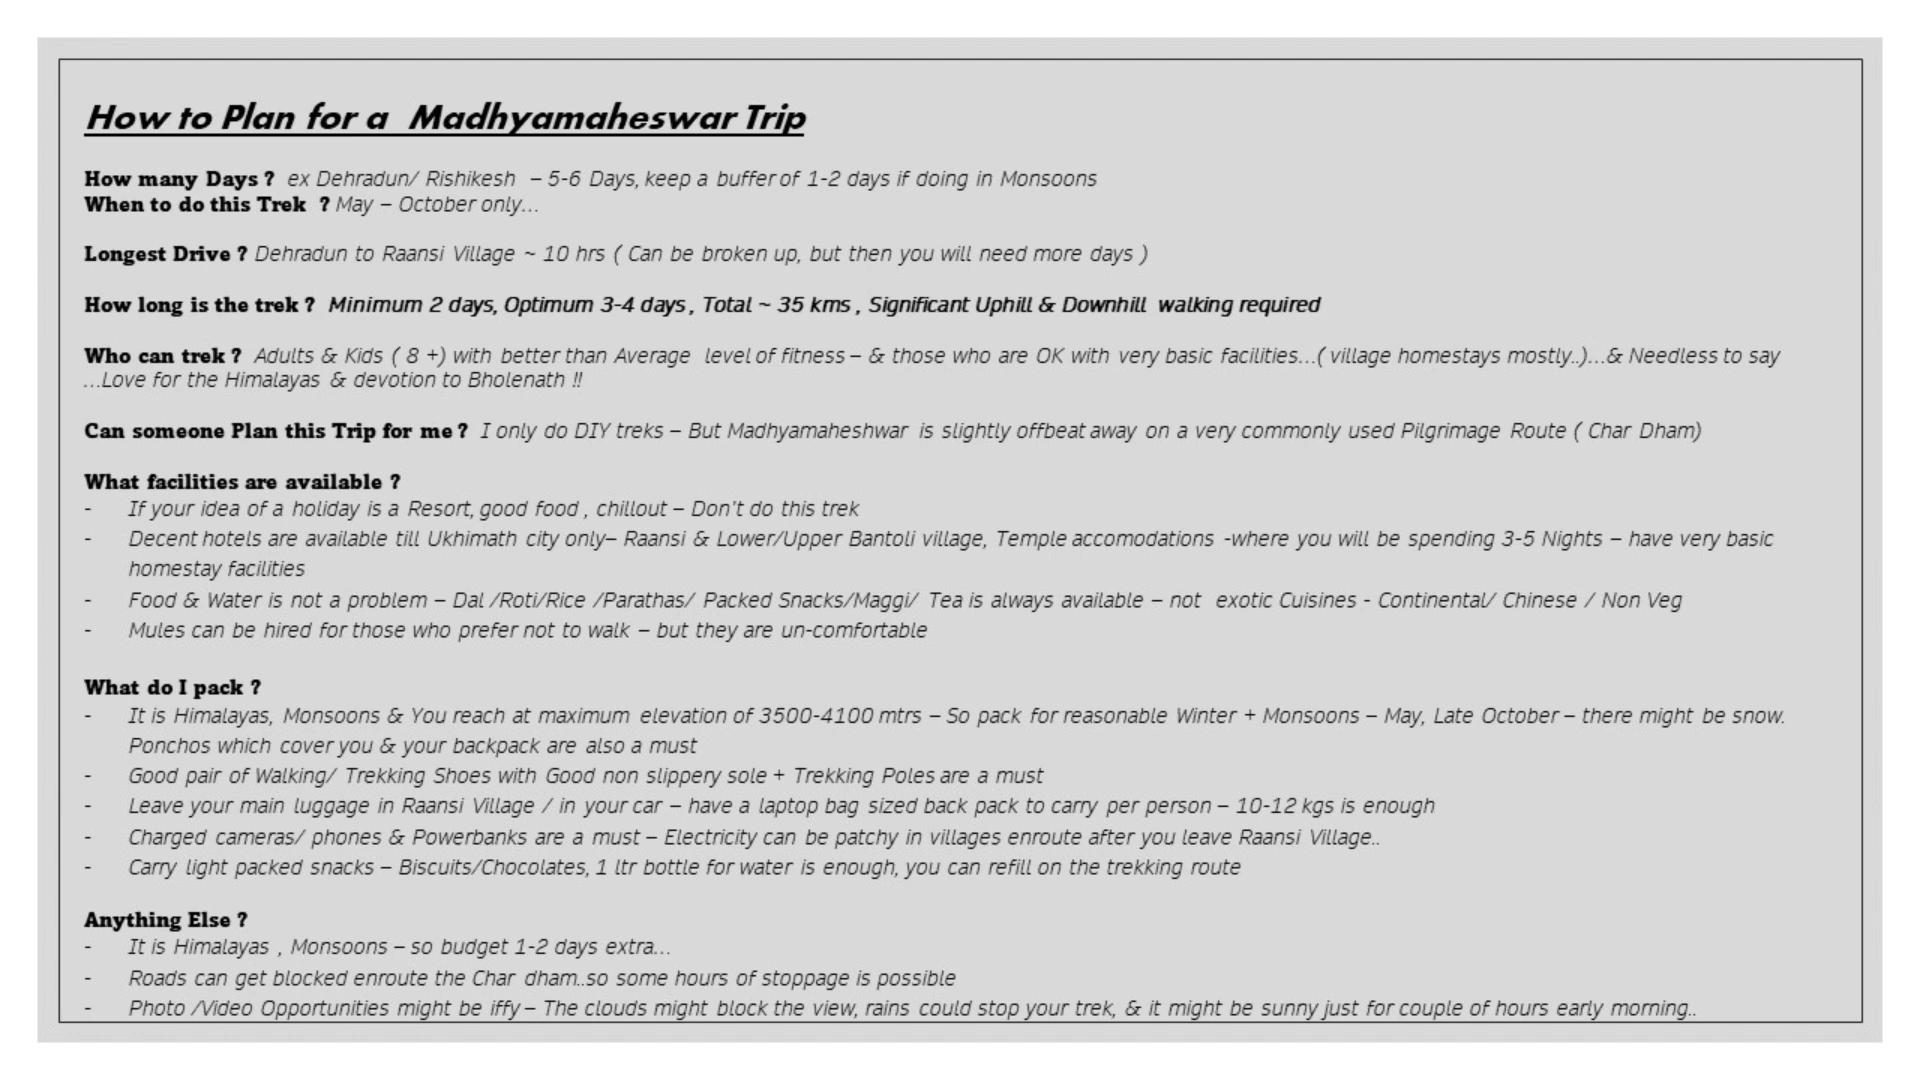 How to Plan for a Madhyamaheswar Trip
How many Days ? ex Dehradun/ Rishikesh – 5-6 Days, keep a buffer of 1-2 days if doing in Monsoons
When to do this Trek ? May – October only...
Longest Drive ? Dehradun to Raansi Village ~ 10 hrs ( Can be broken up, but then you will need more days )
How long is the trek ? Minimum 2 days, Optimum 3-4 days , Total ~ 35 kms , Significant Uphill & Downhill walking required
Who can trek ? Adults & Kids ( 8 +) with better than Average level of fitness – & those who are OK with very basic facilities...( village homestays mostly..)...& Needless to say
...Love for the Himalayas & devotion to Bholenath !!
Can someone Plan this Trip for me ? I only do DIY treks – But Madhyamaheshwar is slightly offbeat away on a very commonly used Pilgrimage Route ( Char Dham)
What facilities are available ?
- If your idea of a holiday is a Resort, good food , chillout – Don't do this trek
- Decent hotels are available till Ukhimath city only– Raansi & Lower/Upper Bantoli village, Temple accomodations -where you will be spending 3-5 Nights – have very basic
homestay facilities
- Food & Water is not a problem – Dal /Roti/Rice /Parathas/ Packed Snacks/Maggi/ Tea is always available – not exotic Cuisines - Continental/ Chinese / Non Veg
- Mules can be hired for those who prefer not to walk – but they are un-comfortable
What do I pack ?
- It is Himalayas, Monsoons & You reach at maximum elevation of 3500-4100 mtrs – So pack for reasonable Winter + Monsoons – May, Late October – there might be snow.
Ponchos which cover you & your backpack are also a must
- Good pair of Walking/ Trekking Shoes with Good non slippery sole + Trekking Poles are a must
- Leave your main luggage in Raansi Village / in your car – have a laptop bag sized back pack to carry per person – 10-12 kgs is enough
- Charged cameras/ phones & Powerbanks are a must – Electricity can be patchy in villages enroute after you leave Raansi Village..
- Carry light packed snacks – Biscuits/Chocolates, 1 ltr bottle for water is enough, you can refill on the trekking route
Anything Else ?
- It is Himalayas , Monsoons – so budget 1-2 days extra...
- Roads can get blocked enroute the Char dham..so some hours of stoppage is possible
- Photo /Video Opportunities might be iffy – The clouds might block the view, rains could stop your trek, & it might be sunny just for couple of hours early morning..